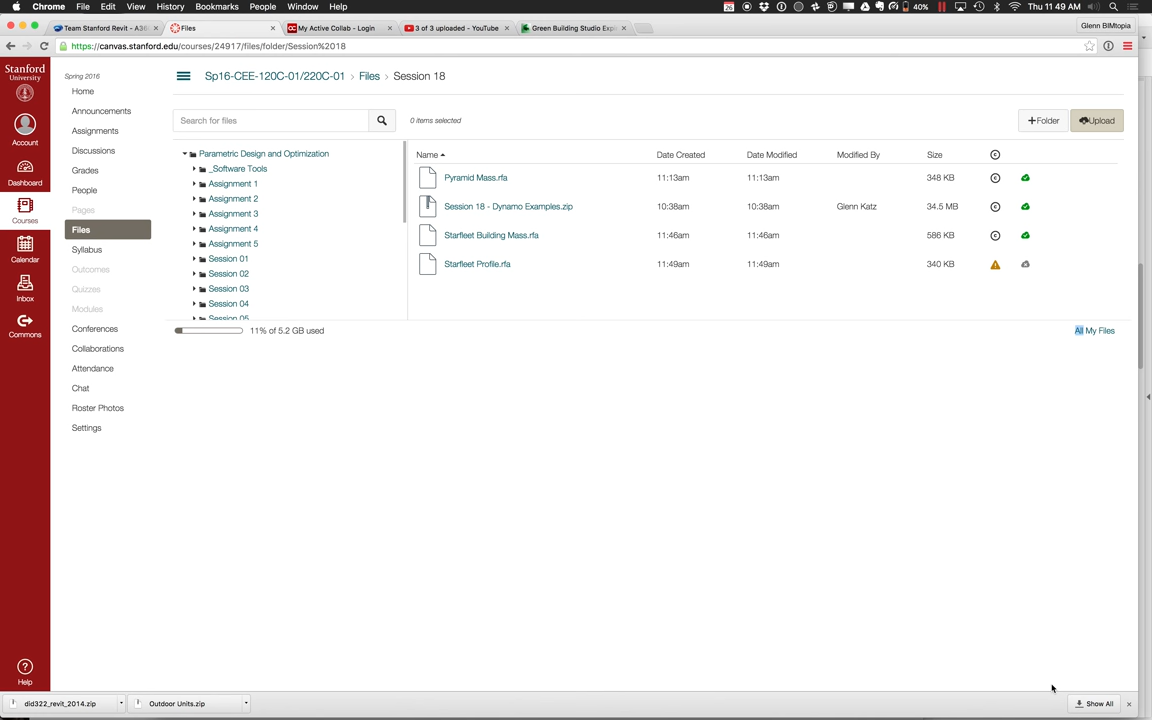 Chrome File Edit View History Bookmarks People Window Help 40% Thu 11 49 AM
Team Stanford Revit - A36 Files My Active Collab - Login 3 of 3 uploaded - YouTube Green Building Studio Expo Glenn BIMtopia
https://canvas.stanford.edu/courses/24917/files/folder/Session%2018
Stanford University
Account
Dashboard
Courses
Calendar
Inbox
Commons
Help
Spring 2016
Home
Announcements
Assignments
Discussions
Grades
People
Pages
Files
Syllabus
Outcomes
Quizzes
Modules
Conferences
Collaborations
Attendance
Chat
Roster Photos
Settings
Sp16-CEE-120C-01/220C-01 > Files > Session 18
Search for files 0 items selected +Folder Upload
Parametric Design and Optimization
_Software Tools
Assignment 1
Assignment 2
Assignment 3
Assignment 4
Assignment 5
Session 01
Session 02
Session 03
Session 04
Session 05
Name Date Created Date Modified Modified By Size
Pyramid Mass.rfa 11:13am 11:13am 348 KB
Session 18 - Dynamo Examples.zip 10:38am 10:38am Glenn Katz 34.5 MB
Starfleet Building Mass.rfa 11:46am 11:46am 586 KB
Starfleet Profile.rfa 11:49am 11:49am 340 KB
11% of 5.2 GB used All My Files
did322_revit_2014.zip Outdoor Units.zip Show All